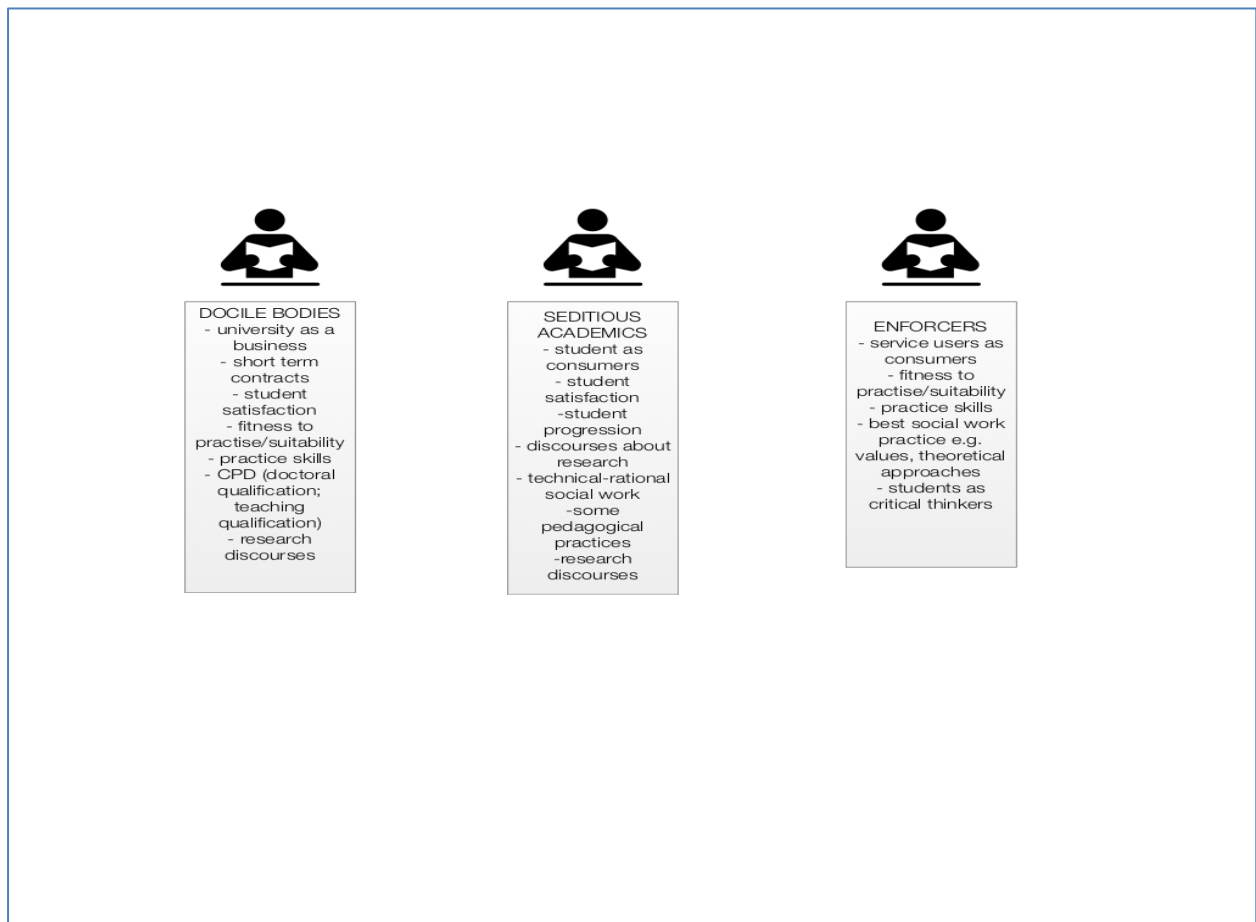 DOCILE BODIES
- university as a
business
- short term
contracts
- student
satisfaction
- fitness to
practise/suitability
- practice skills
- CPD (doctoral
qualification;
teaching
qualification)
- research
discourses
SEDITIOUS
ACADEMICS
- student as
consumers
- student
satisfaction
-student
progression
- discourses about
research
- technical-rational
social work
-some
pedagogical
practices
-research
discourses
ENFORCERS
- service users as
consumers
- fitness to
practise/suitability
- practice skills
- best social work
practice e.g.
values, theoretical
approaches
- students as
critical thinkers